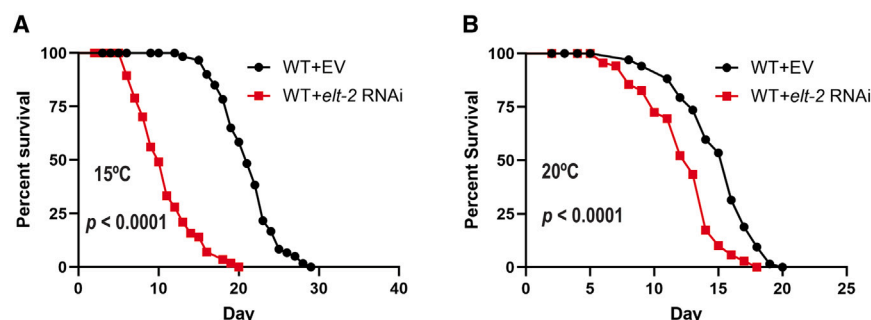 A
Percent survival
100
75
50
25
0
WT+EV
WT+elt-2 RNAi
15ºC
p < 0.0001
0 10 20 30 40
Day
B
Percent Survival
100
75
50
25
0
WT+EV
WT+elt-2 RNAi
20ºC
p < 0.0001
0 5 10 15 20 25
Day